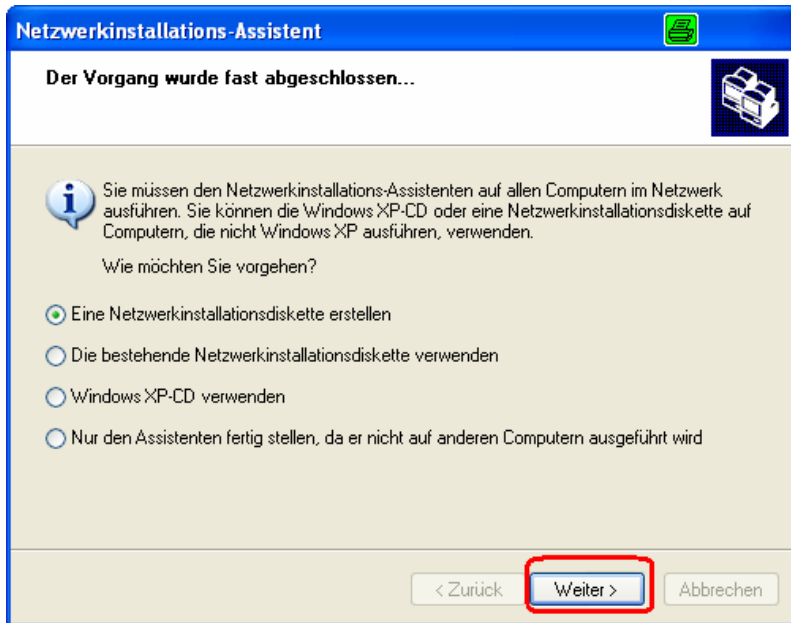 Netzwerkinstallations-Assistent
Der Vorgang wurde fast abgeschlossen...
Sie müssen den Netzwerkinstallations-Assistenten auf allen Computern im Netzwerk
ausführen. Sie können die Windows XP-CD oder eine Netzwerkinstallationsdiskette auf
Computern, die nicht Windows XP ausführen, verwenden.
Wie möchten Sie vorgehen?
Eine Netzwerkinstallationsdiskette erstellen
Die bestehende Netzwerkinstallationsdiskette verwenden
Windows XP-CD verwenden
Nur den Assistenten fertig stellen, da er nicht auf anderen Computern ausgeführt wird
< Zurück Weiter > Abbrechen